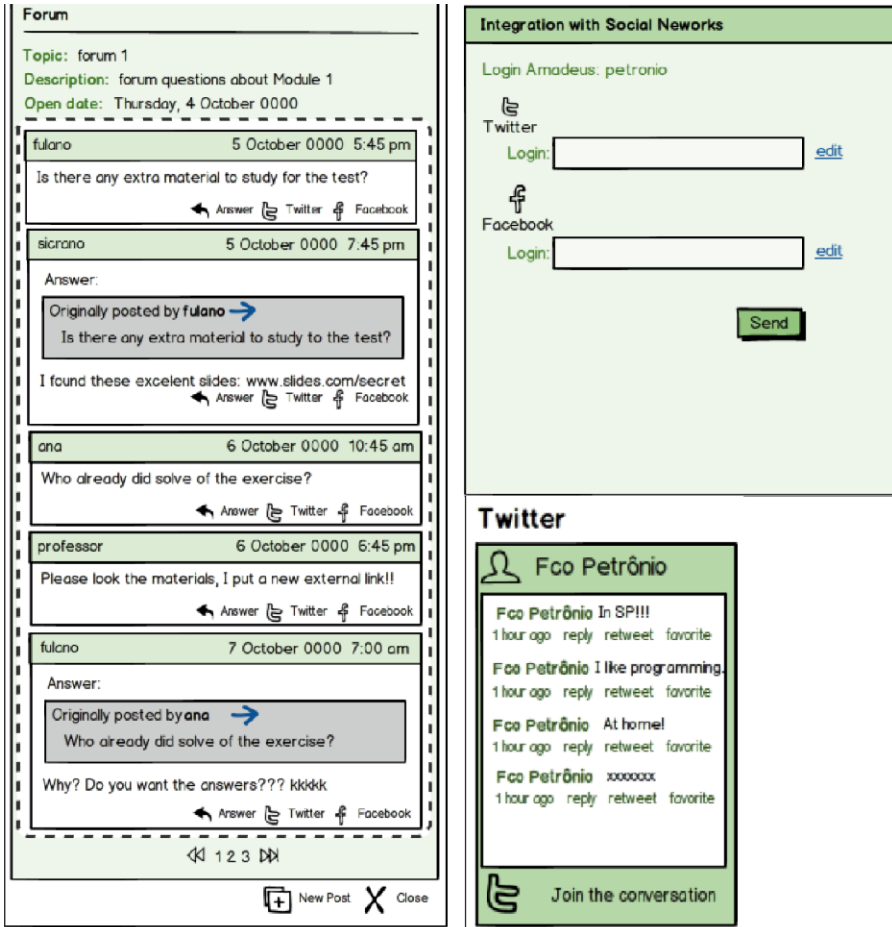 Forum
Topic: forum 1
Description: forum questions about Module 1
Open date: Thursday, 4 October 0000
fulano 5 October 0000 5:45 pm
Is there any extra material to study for the test?
Answer Twitter Facebook
sicrano 5 October 0000 7:45 pm
Answer:
Originally posted by fulano
Is there any extra material to study to the test?
I found these excelent slides: www.slides.com/secret
Answer Twitter Facebook
ana 6 October 0000 10:45 am
Who already did solve of the exercise?
Answer Twitter Facebook
professor 6 October 0000 6:45 pm
Please look the materials, I put a new external link!!
Answer Twitter Facebook
fulano 7 October 0000 7:00 am
Answer:
Originally posted by ana
Who already did solve of the exercise?
Why? Do you want the answers??? kkkkk
Answer Twitter Facebook
1 2 3
New Post Close
Integration with Social Neworks
Login Amadeus: petronio
Twitter
Login: edit
Facebook
Login: edit
Send
Twitter
Fco Petrônio
Fco Petrônio In SP!!!
1 hour ago reply retweet favorite
Fco Petrônio I like programming.
1 hour ago reply retweet favorite
Fco Petrônio At home!
1 hour ago reply retweet favorite
Fco Petrônio xxxxxxx
1 hour ago reply retweet favorite
Join the conversation